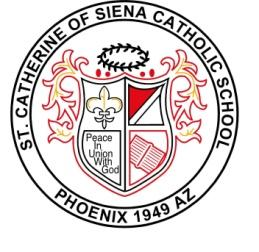 ST. CATHERINE OF SIENA CATHOLIC SCHOOL
Peace
In
Union
With
God
PHOENIX 1949 AZ